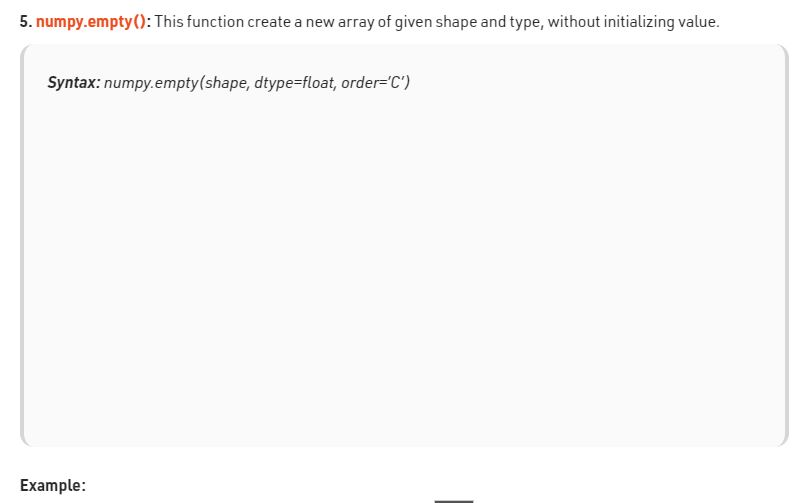 5. numpy.empty(): This function create a new array of given shape and type, without initializing value.
Syntax: numpy.empty(shape, dtype=float, order='C')
Example: